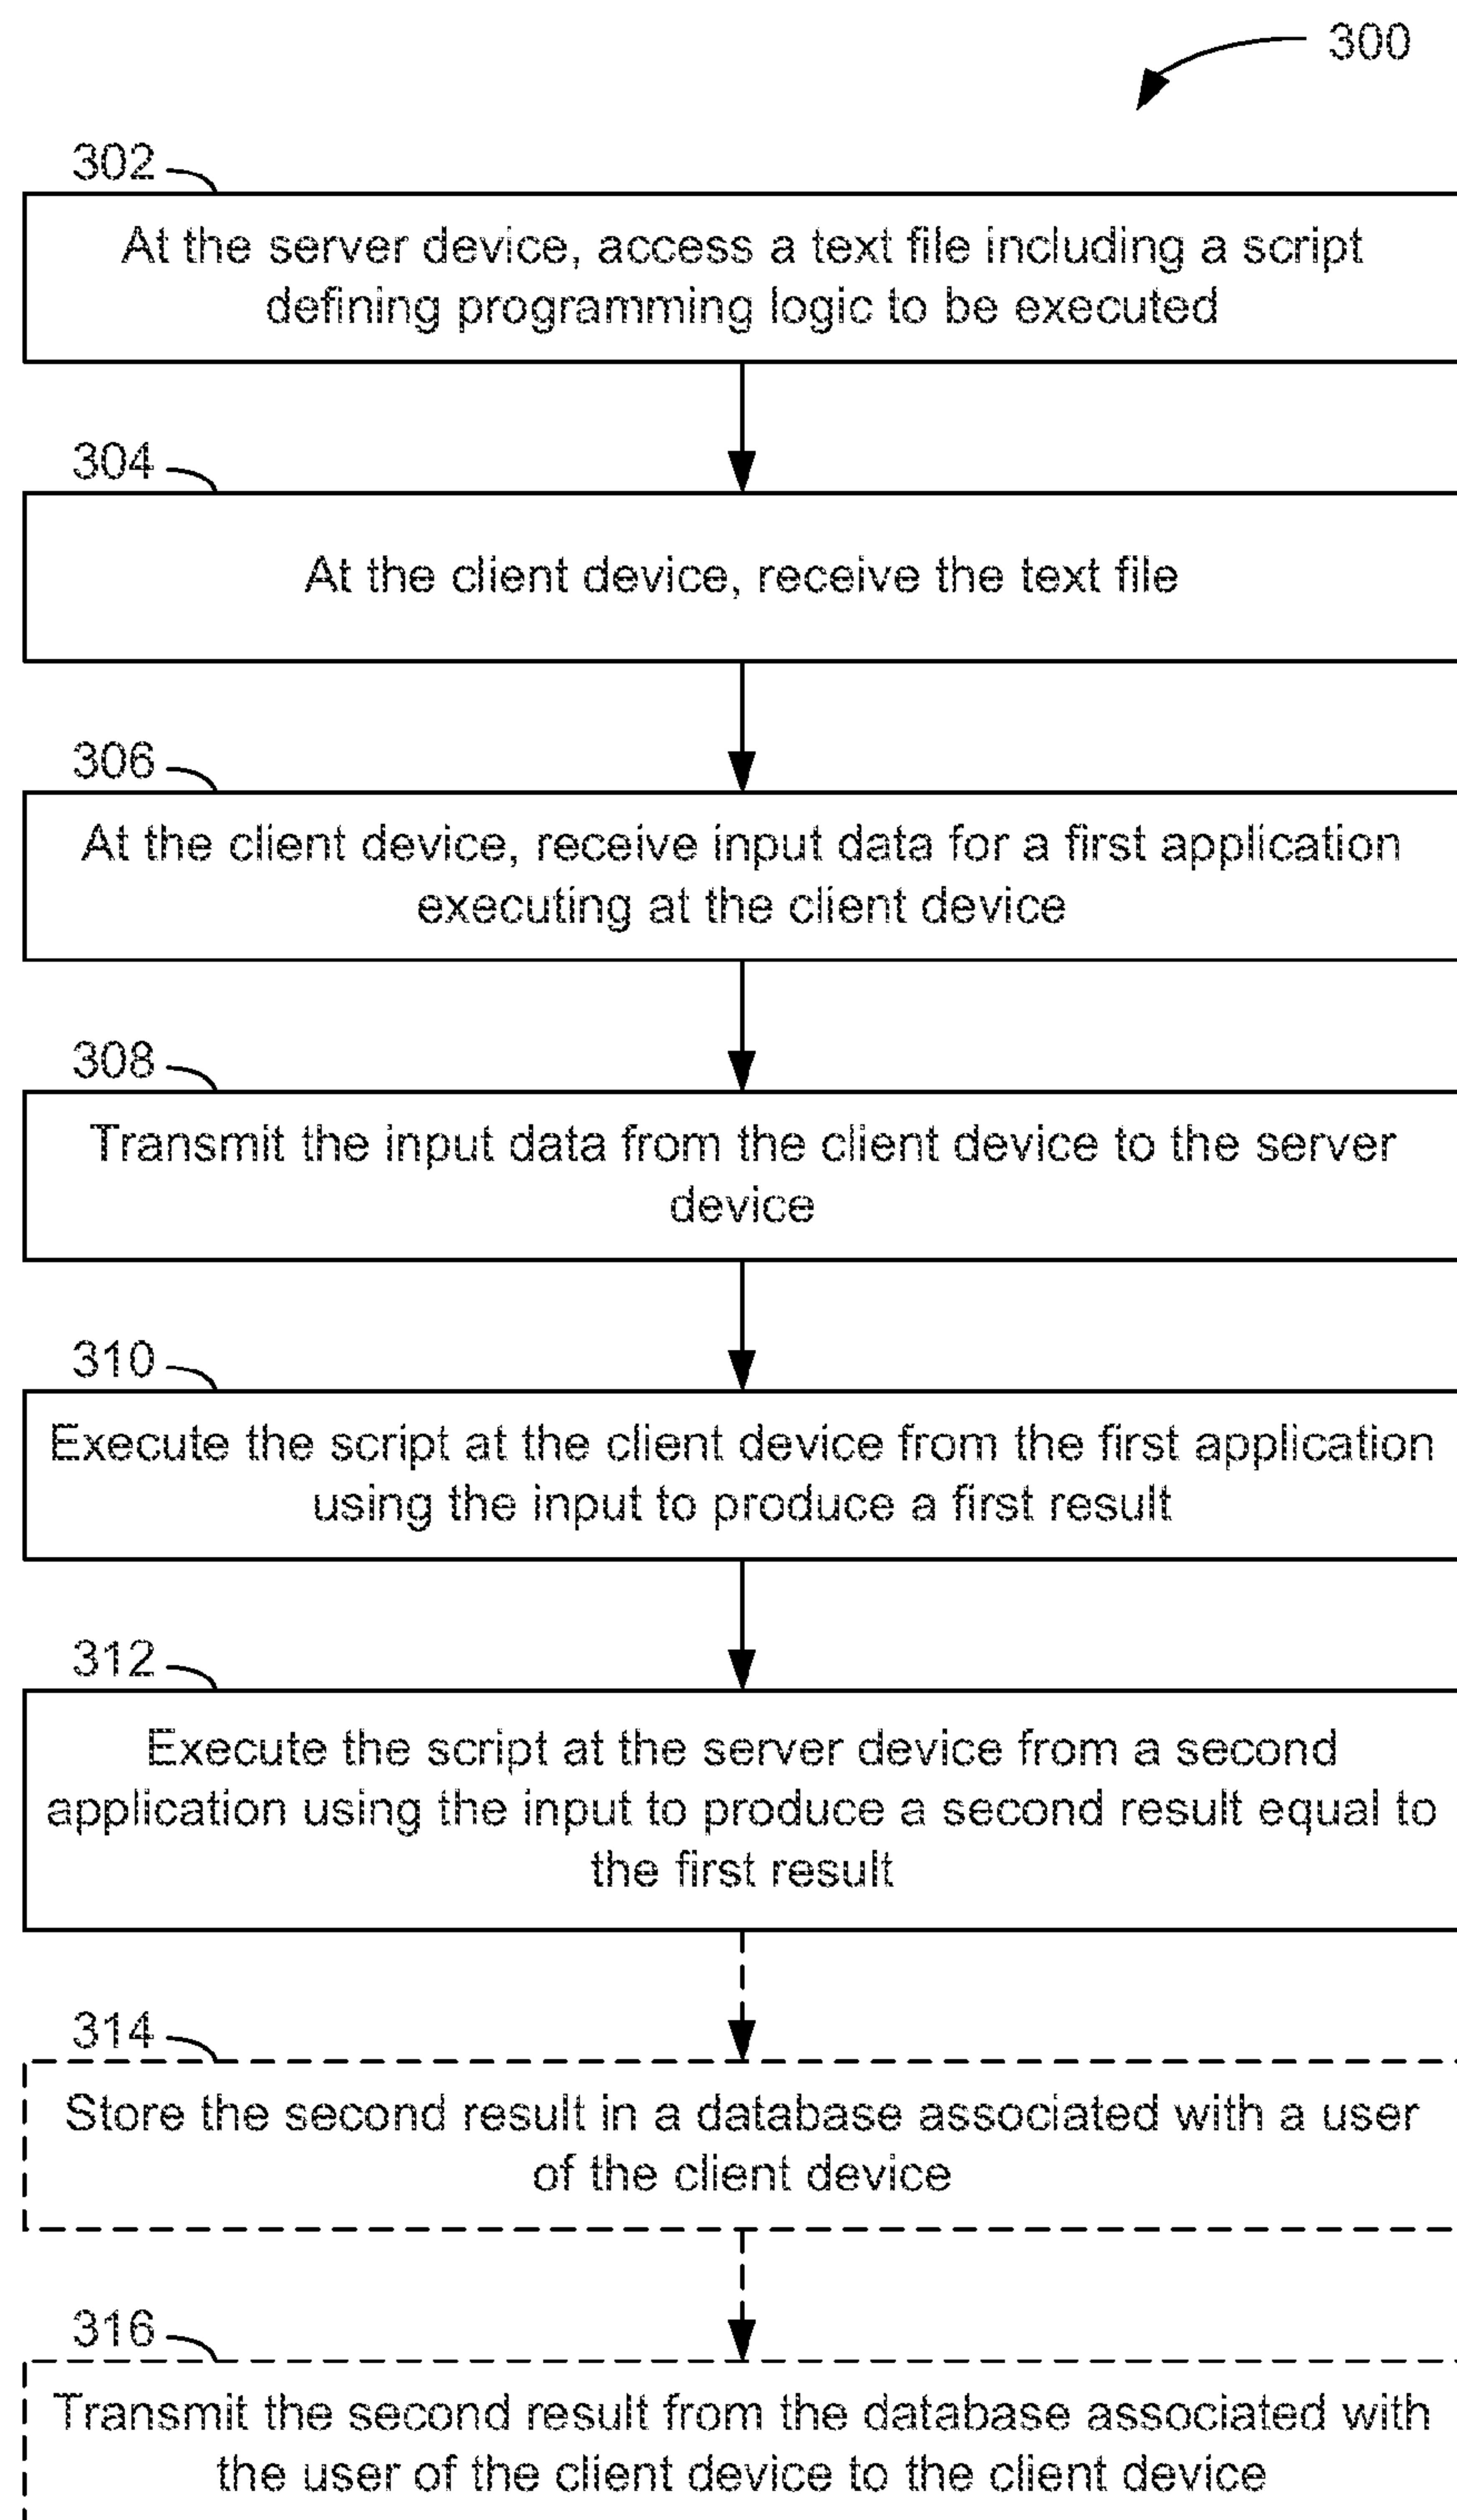 300
302
At the server device, access a text file including a script
defining programming logic to be executed
304
At the client device, receive the text file
306
At the client device, receive input data for a first application
executing at the client device
308
Transmit the input data from the client device to the server
device
310
Execute the script at the client device from the first application
using the input to produce a first result
312
Execute the script at the server device from a second
application using the input to produce a second result equal to
the first result
314
Store the second result in a database associated with a user
of the client device
316
Transmit the second result from the database associated with
the user of the client device to the client device